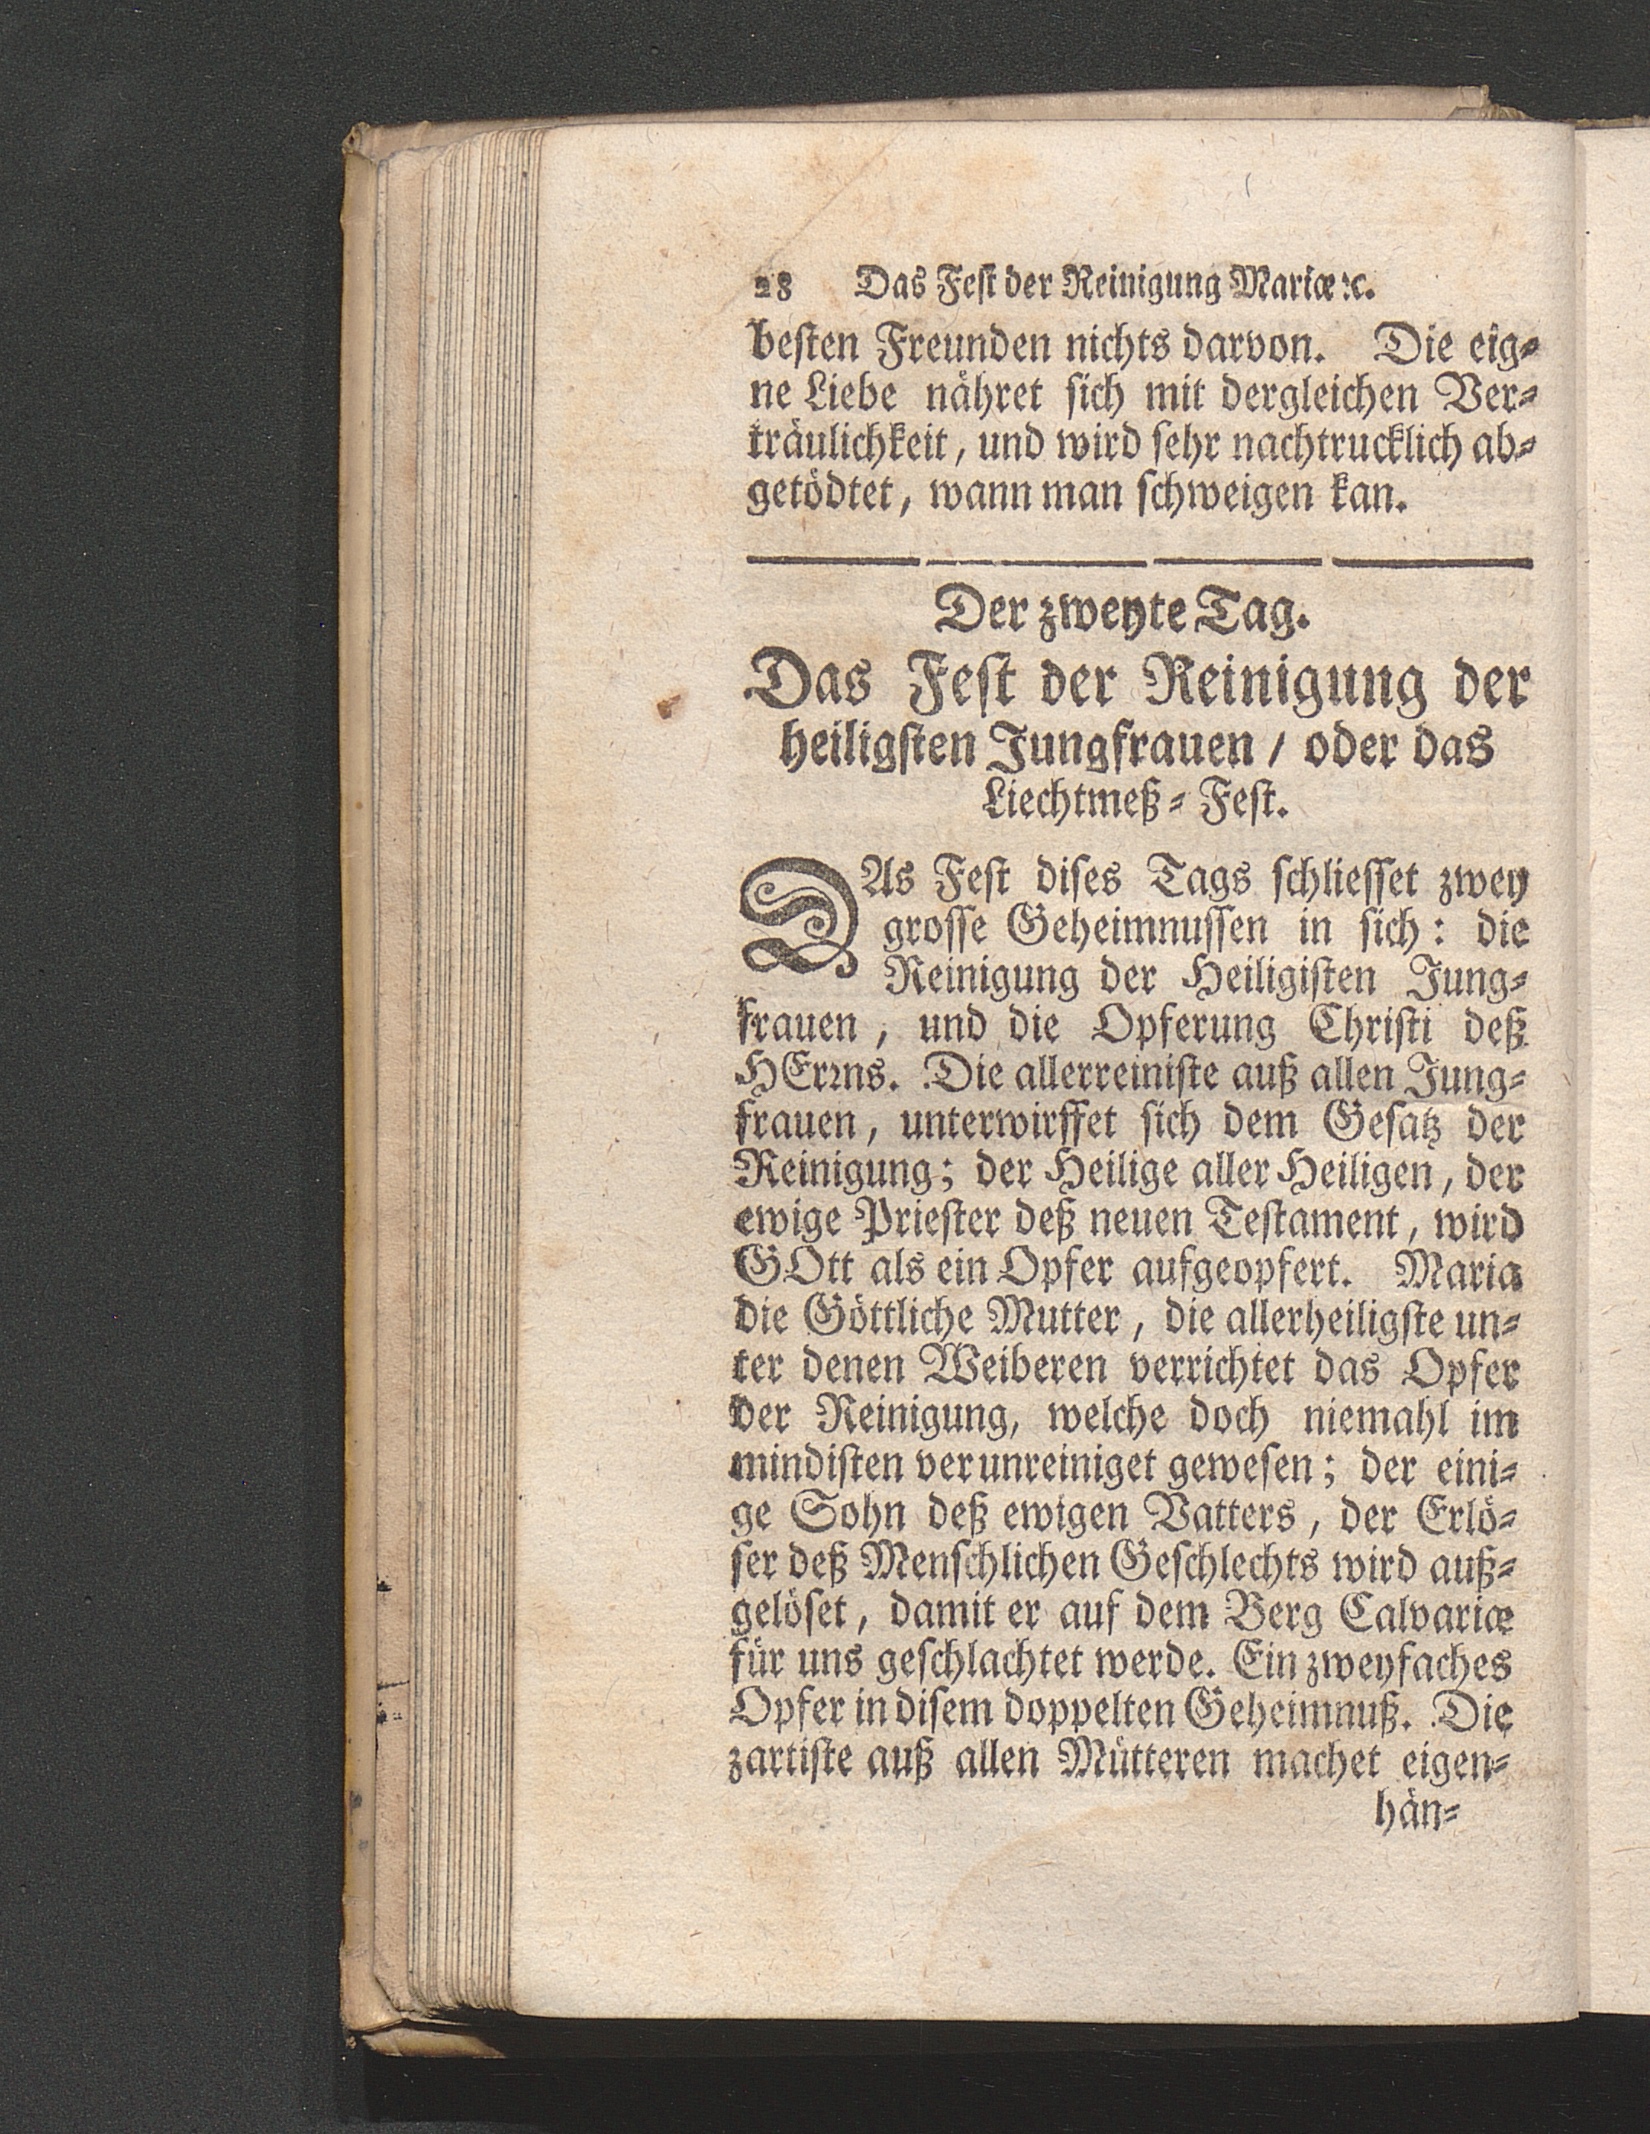 28 Das Fest der Reinigung Mariæ ꝛc.
besten Freunden nichts darvon. Die eig=
ne Liebe nähret sich mit dergleichen Ver=
träulichkeit, und wird sehr nachtrucklich ab=
getödtet, wann man schweigen kan.
Der zweyte Tag.
Das Fest der Reinigung der
heiligsten Jungfrauen / oder das
Liechtmeß= Fest.
DAs Fest dises Tags schliesset zwey
grosse Geheimnussen in sich: die
Reinigung der Heiligisten Jung=
frauen, und die Opferung Christi deß
HErꝛns. Die allerreiniste auß allen Jung=
frauen, unterwirffet sich dem Gesatz der
Reinigung; der Heilige aller Heiligen, der
ewige Priester deß neuen Testament, wird
GOtt als ein Opfer aufgeopfert. Maria
die Göttliche Mutter, die allerheiligste un=
ter denen Weiberen verrichtet das Opfer
der Reinigung, welche doch niemahl im
mindisten verunreiniget gewesen; der eini=
ge Sohn deß ewigen Vatters, der Erlö=
ser deß Menschlichen Geschlechts wird auß=
gelöset, damit er auf dem Berg Calvariæ
für uns geschlachtet werde. Ein zweyfaches
Opfer in disem doppelten Geheimnuß. Die
zartiste auß allen Mütteren machet eigen=
hän=